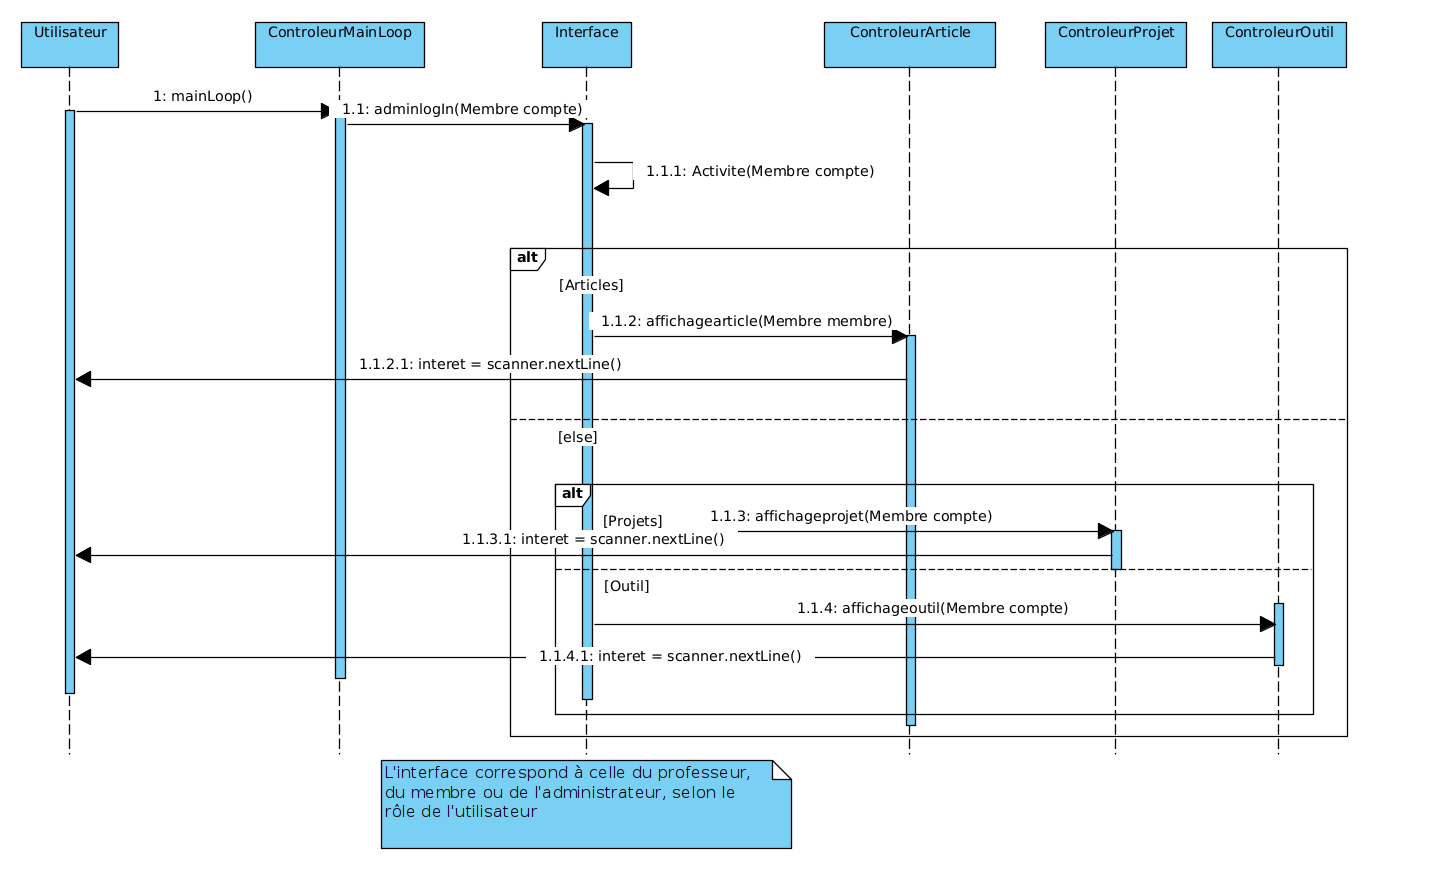 Utilisateur
ControleurMainLoop
Interface
ControleurArticle
ControleurProjet
ControleurOutil
1: mainLoop()
1.1: adminlogIn(Membre compte)
1.1.1: Activite(Membre compte)
alt
[Articles]
1.1.2: affichagearticle(Membre membre)
1.1.2.1: interet = scanner.nextLine()
[else]
alt
1.1.3: affichageprojet(Membre compte)
[Projets]
1.1.3.1: interet = scanner.nextLine()
[Outil]
1.1.4: affichageoutil(Membre compte)
1.1.4.1: interet = scanner.nextLine()
L'interface correspond à celle du professeur,
du membre ou de l'administrateur, selon le
rôle de l'utilisateur